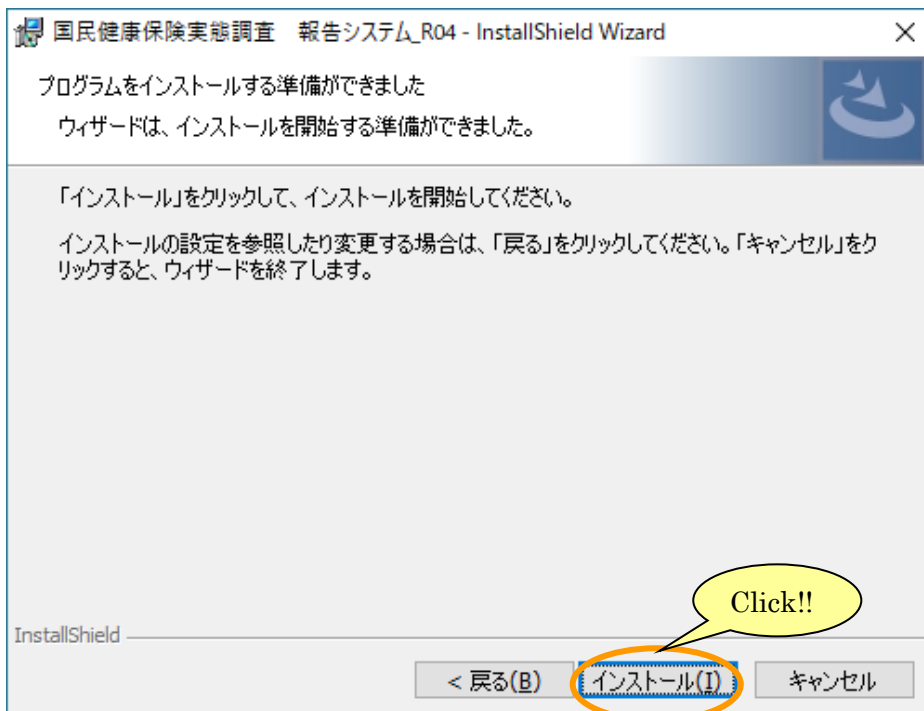 国民健康保険実態調査　報告システム_R04 - InstallShield Wizard
プログラムをインストールする準備ができました
ウィザードは、インストールを開始する準備ができました。
「インストール」をクリックして、インストールを開始してください。
インストールの設定を参照したり変更する場合は、「戻る」をクリックしてください。「キャンセル」をク
リックすると、ウィザードを終了します。
Click!!
InstallShield
< 戻る(B)
インストール(I)
キャンセル